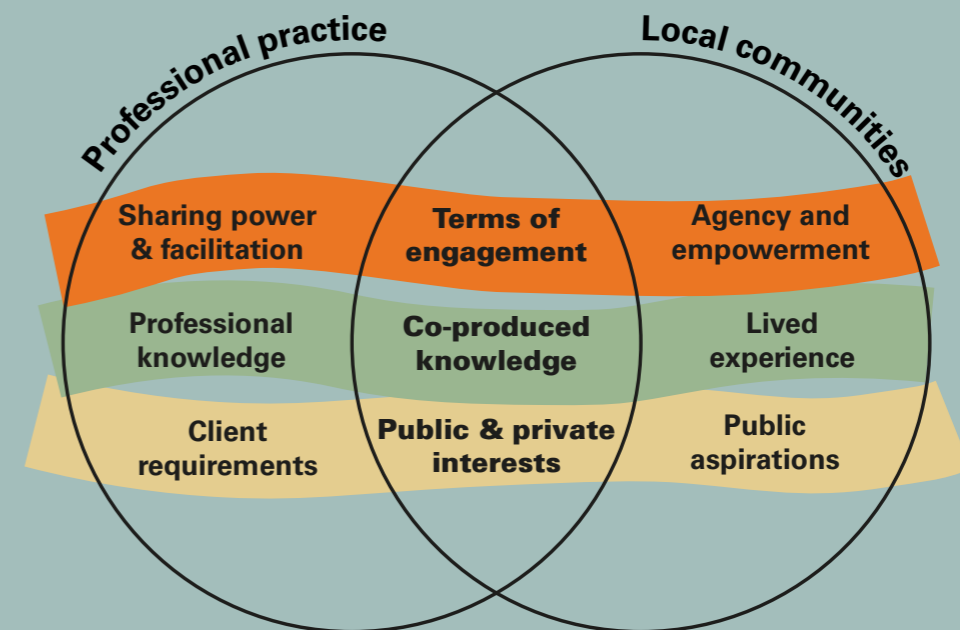 Professional practice
Local communities
Sharing power
& facilitation
Terms of
engagement
Agency and
empowerment
Professional
knowledge
Co-produced
knowledge
Lived
experience
Client
requirements
Public & private
interests
Public
aspirations